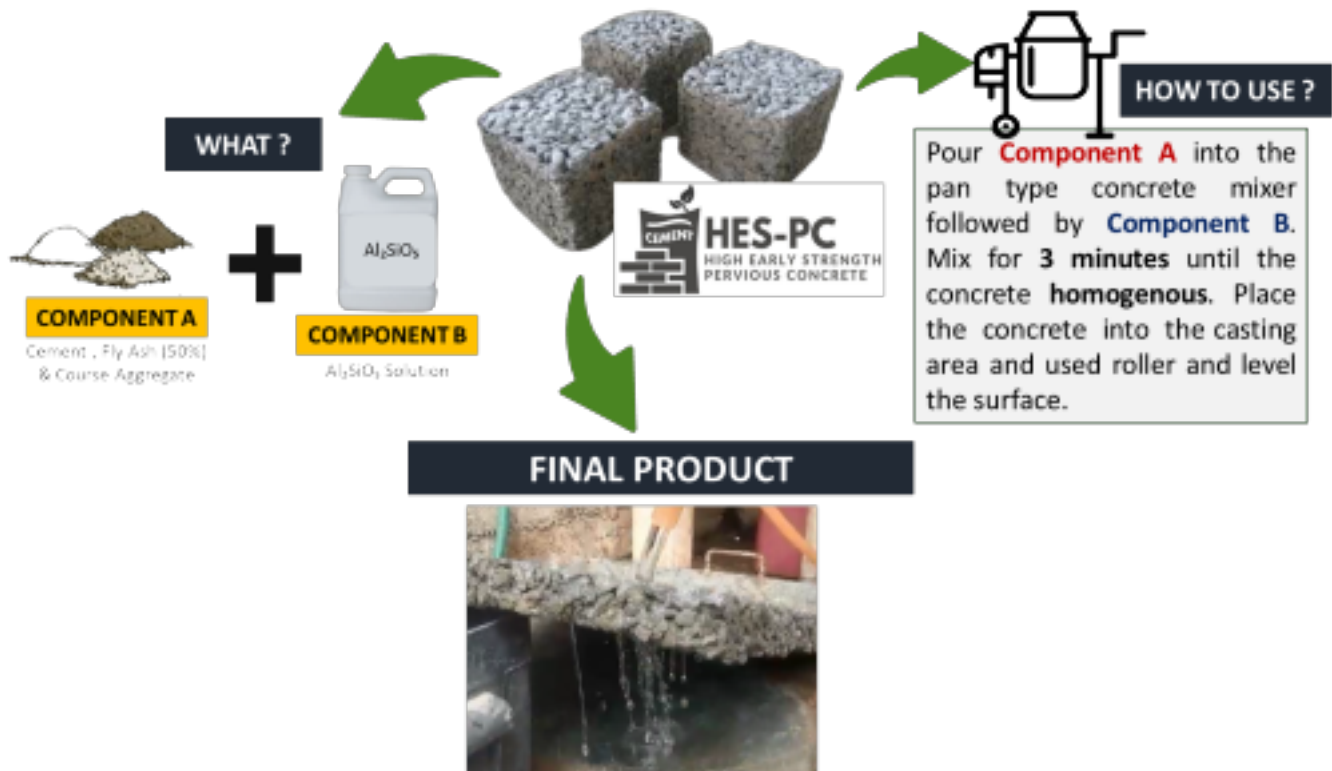 WHAT ?
Al₂SiO₅
COMPONENT A
Cement , Fly Ash (50%)
& Course Aggregate
COMPONENT B
Al₂SiO₅ Solution
CEMENT
HES-PC
HIGH EARLY STRENGTH
PERVIOUS CONCRETE
HOW TO USE ?
Pour Component A into the
pan type concrete mixer
followed by Component B.
Mix for 3 minutes until the
concrete homogenous. Place
the concrete into the casting
area and used roller and level
the surface.
FINAL PRODUCT